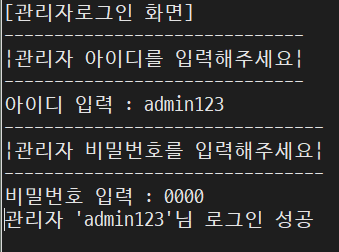 [관리자로그인 화면]
------------------------------
¦관리자 아이디를 입력해주세요¦
------------------------------
아이디 입력 : admin123
--------------------------------
¦관리자 비밀번호를 입력해주세요¦
--------------------------------
비밀번호 입력 : 0000
관리자 'admin123'님 로그인 성공